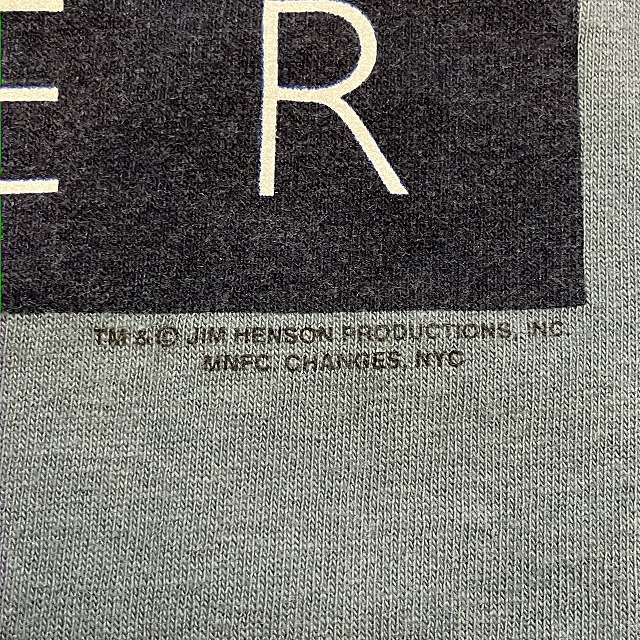 E R
TM & © JIM HENSON PRODUCTIONS, INC.
MNFC. CHANGES, NYC